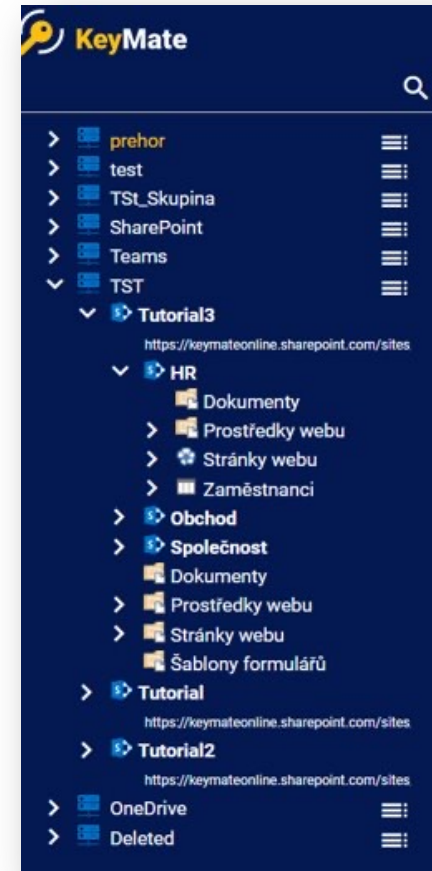 KeyMate
prehor
test
TSt_Skupina
SharePoint
Teams
TST
Tutorial3
https://keymateonline.sharepoint.com/sites
HR
Dokumenty
Prostředky webu
Stránky webu
Zaměstnanci
Obchod
Společnost
Dokumenty
Prostředky webu
Stránky webu
Šablony formulářů
Tutorial
https://keymateonline.sharepoint.com/sites
Tutorial2
https://keymateonline.sharepoint.com/sites
OneDrive
Deleted